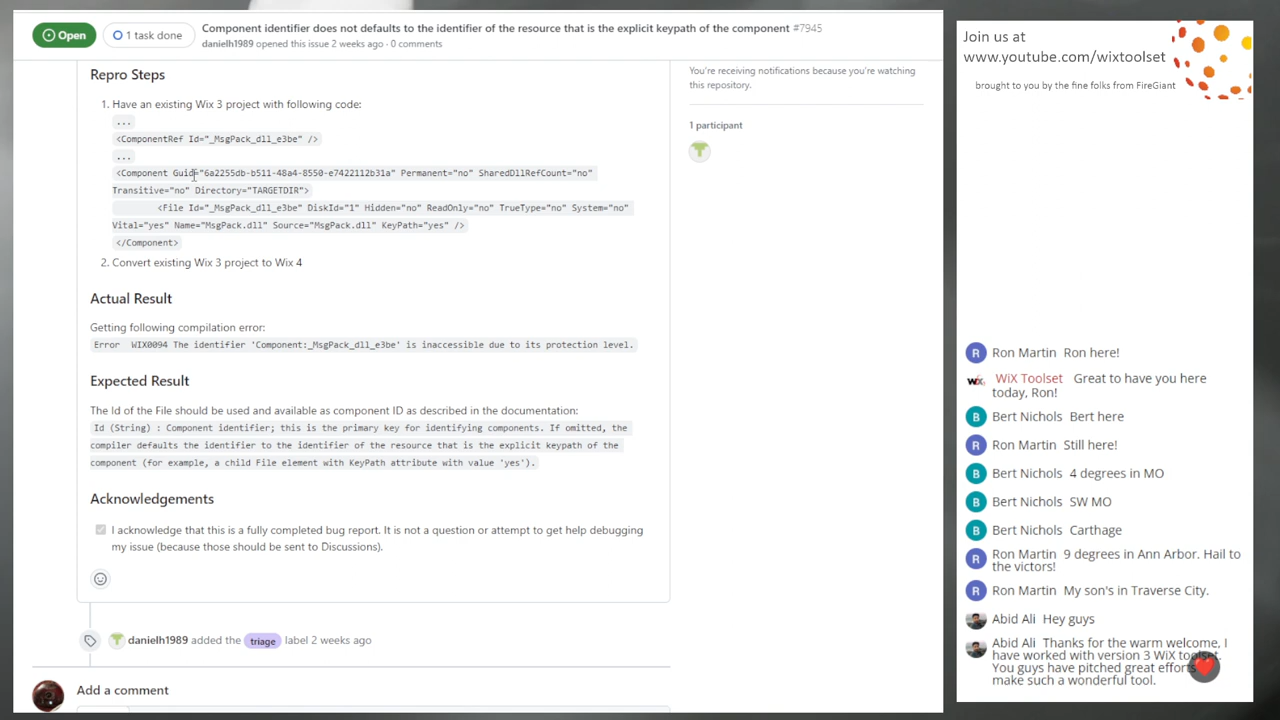 Open
1 task done
Component identifier does not defaults to the identifier of the resource that is the explicit keypath of the component #7945
danielh1989 opened this issue 2 weeks ago · 0 comments
Repro Steps
1. Have an existing Wix 3 project with following code:
...
<ComponentRef Id="_MsgPack_dll_e3be" />
...
<Component Guid="6a2255db-b511-48a4-8550-e7422112b31a" Permanent="no" SharedDllRefCount="no"
Transitive="no" Directory="TARGETDIR">
<File Id="_MsgPack_dll_e3be" DiskId="1" Hidden="no" ReadOnly="no" TrueType="no" System="no"
Vital="yes" Name="MsgPack.dll" Source="MsgPack.dll" KeyPath="yes" />
</Component>
2. Convert existing Wix 3 project to Wix 4
Actual Result
Getting following compilation error:
Error WIX0094 The identifier 'Component:_MsgPack_dll_e3be' is inaccessible due to its protection level.
Expected Result
The Id of the File should be used and available as component ID as described in the documentation:
Id (String) : Component identifier; this is the primary key for identifying components. If omitted, the
compiler defaults the identifier to the identifier of the resource that is the explicit keypath of the
component (for example, a child File element with KeyPath attribute with value 'yes').
Acknowledgements
I acknowledge that this is a fully completed bug report. It is not a question or attempt to get help debugging
my issue (because those should be sent to Discussions).
danielh1989 added the triage label 2 weeks ago
Add a comment
You're receiving notifications because you're watching
this repository.
1 participant
Join us at
www.youtube.com/wixtoolset
brought to you by the fine folks from FireGiant
R Ron Martin Ron here!
WiX WiX Toolset Great to have you here
today, Ron!
B Bert Nichols Bert here
R Ron Martin Still here!
B Bert Nichols 4 degrees in MO
B Bert Nichols SW MO
B Bert Nichols Carthage
R Ron Martin 9 degrees in Ann Arbor. Hail to
the victors!
R Ron Martin My son's in Traverse City.
Abid Ali Hey guys
Abid Ali Thanks for the warm welcome, I
have worked with version 3 WiX toolset.
You guys have pitched great efforts
make such a wonderful tool.